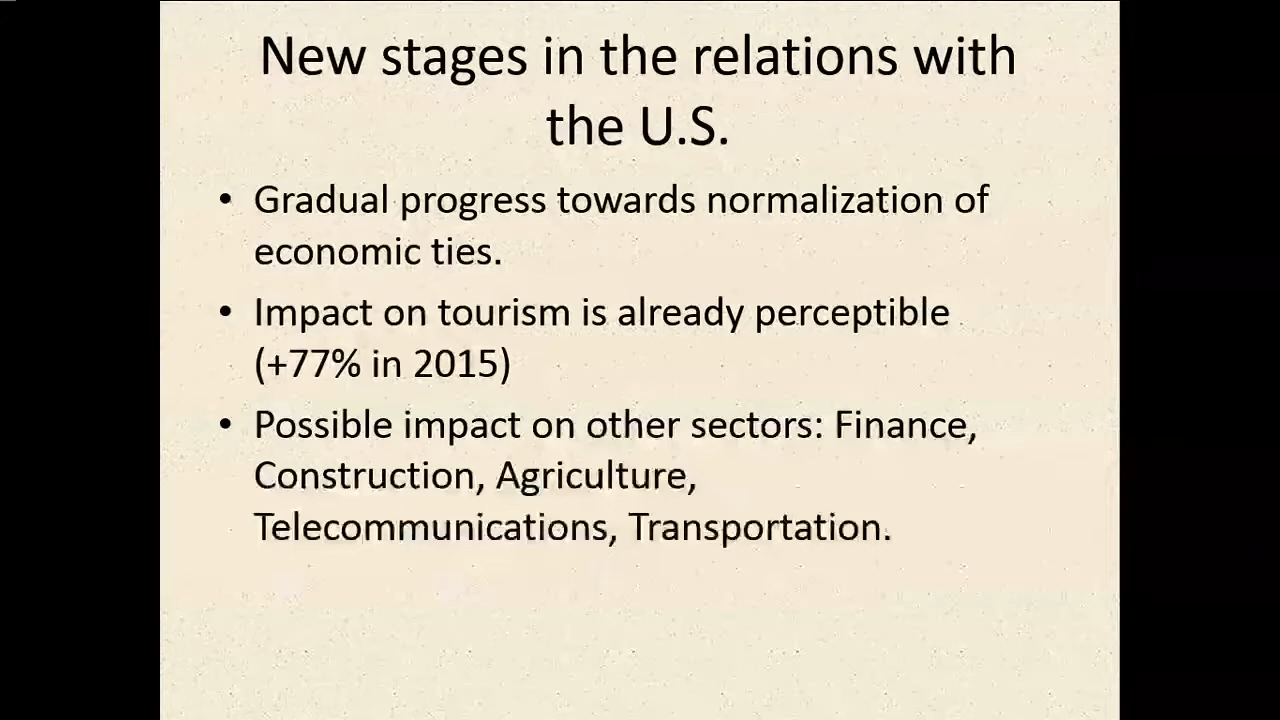 New stages in the relations with
the U.S.
• Gradual progress towards normalization of
economic ties.
• Impact on tourism is already perceptible
(+77% in 2015)
• Possible impact on other sectors: Finance,
Construction, Agriculture,
Telecommunications, Transportation.